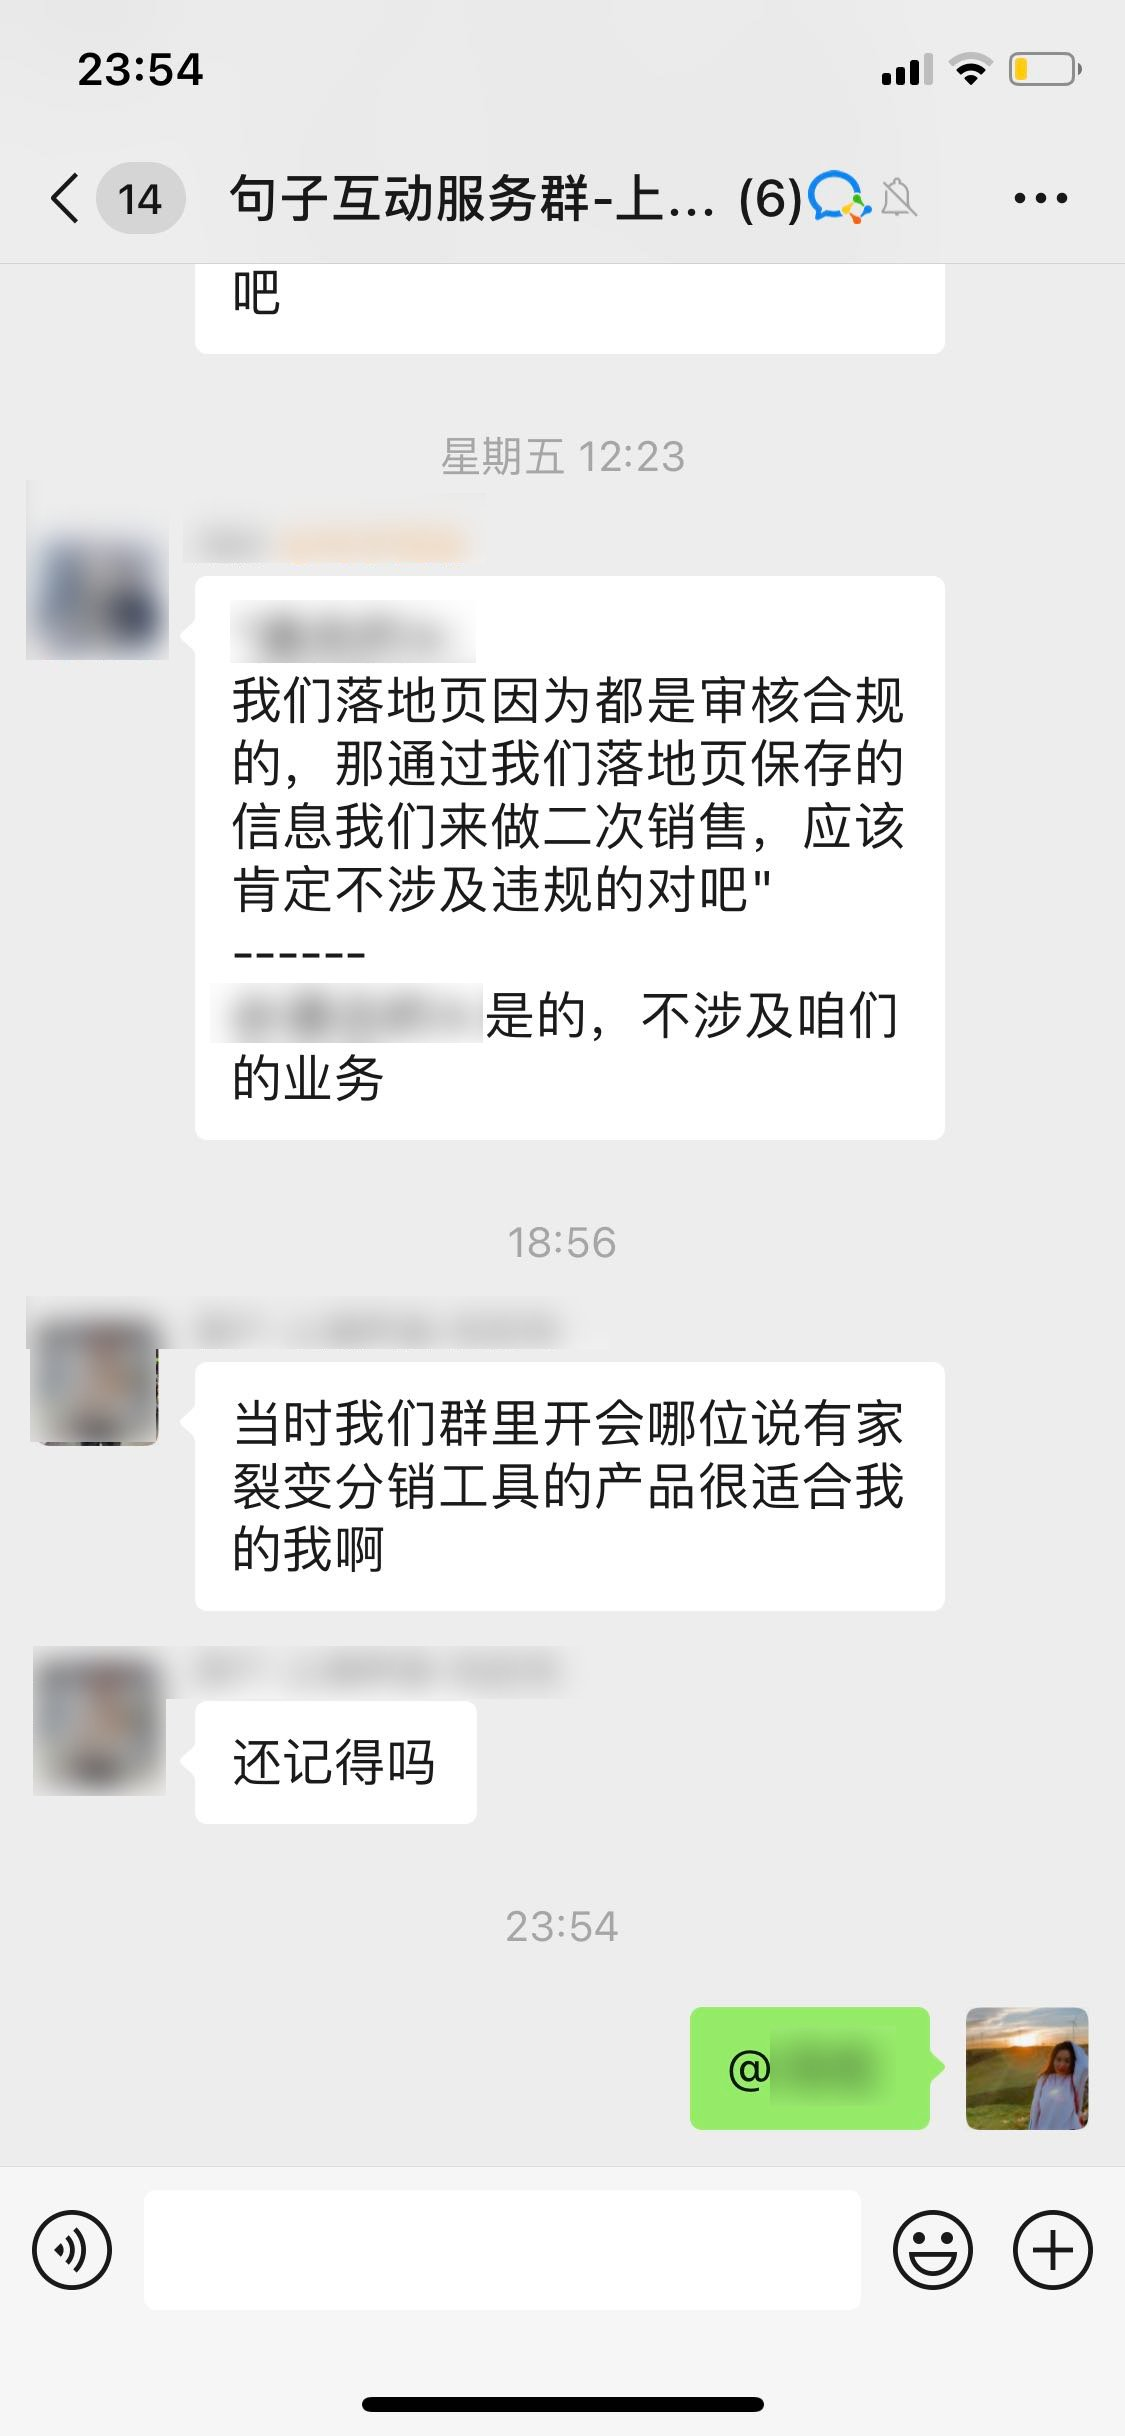 23:54
14
句子互动服务群-上... (6)
吧
星期五 12:23
我们落地页因为都是审核合规
的，那通过我们落地页保存的
信息我们来做二次销售，应该
肯定不涉及违规的对吧"
------
是的，不涉及咱们
的业务
18:56
当时我们群里开会哪位说有家
裂变分销工具的产品很适合我
的我啊
还记得吗
23:54
@